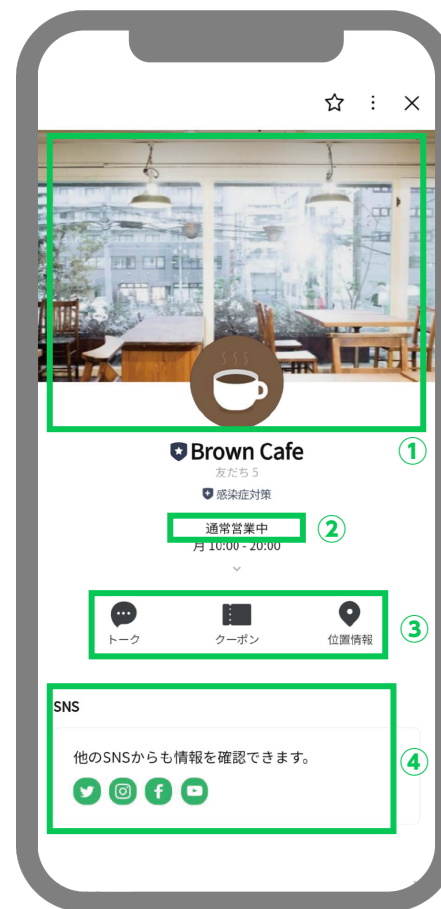 Brown Cafe
①
友だち 5
感染症対策
通常営業中
②
月 10:00 - 20:00
トーク クーポン 位置情報
③
SNS
他のSNSからも情報を確認できます。
④